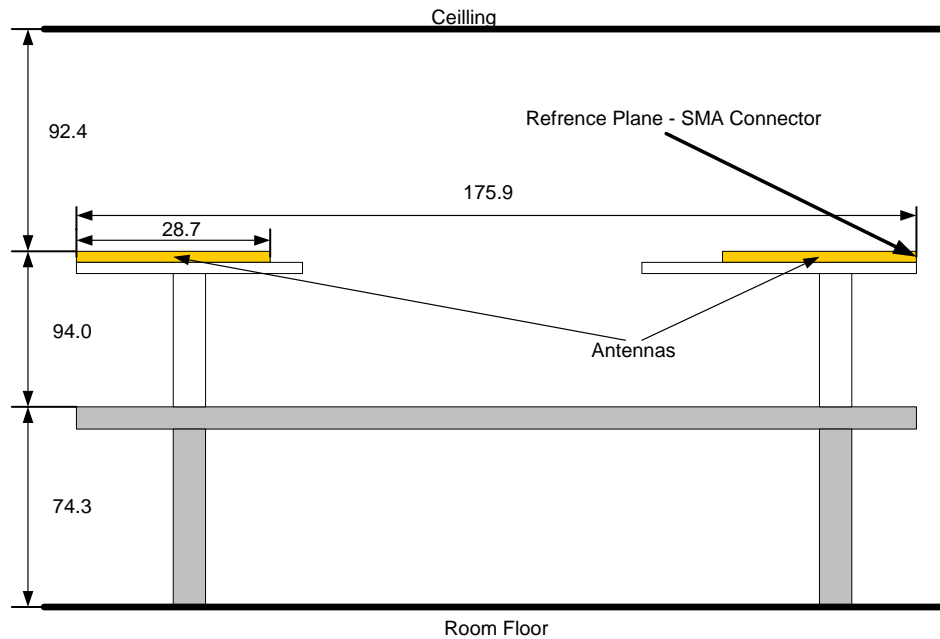 Ceilling
92.4
Refrence Plane - SMA Connector
175.9
28.7
94.0
Antennas
74.3
Room Floor